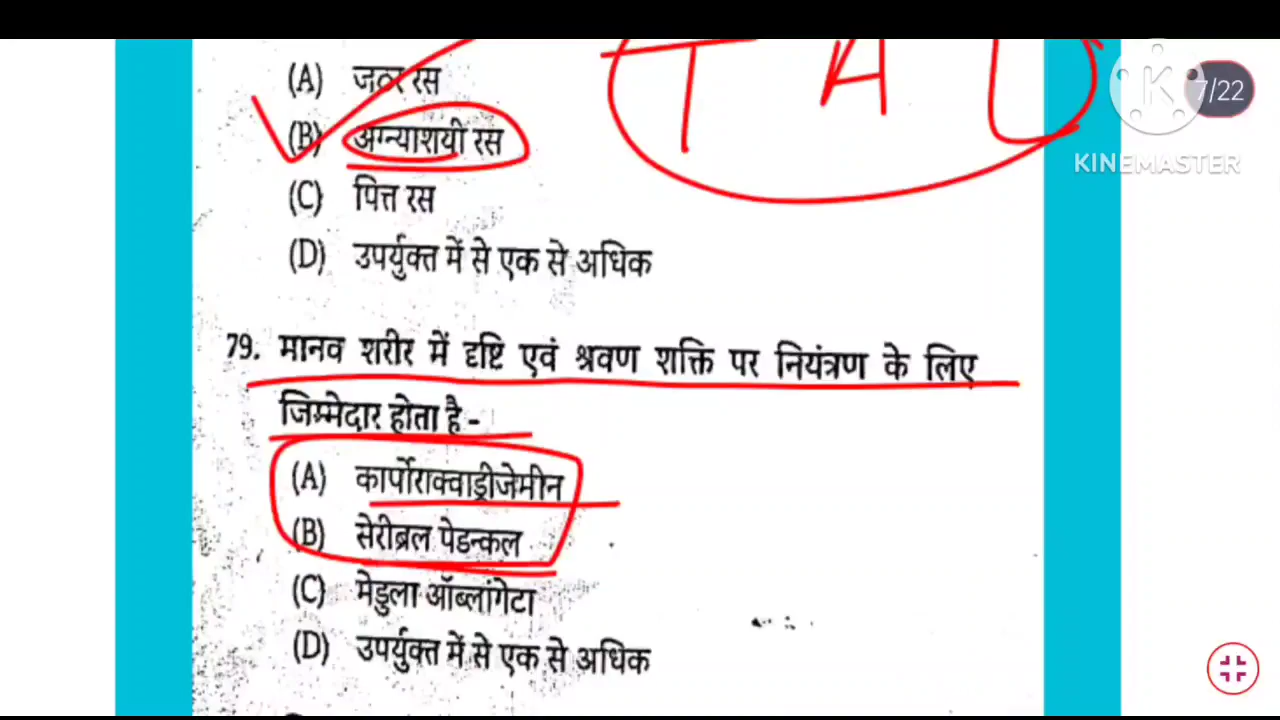 T A L
7/22
K
KINEMASTER
(A) जठर रस
(B) अग्न्याशयी रस
(C) पित्त रस
(D) उपर्युक्त में से एक से अधिक
79. मानव शरीर में दृष्टि एवं श्रवण शक्ति पर नियंत्रण के लिए
जिम्मेदार होता है -
(A) कार्पोराक्वाड्रीजेमीन
(B) सेरीब्रल पेडन्कल
(C) मेडुला ऑब्लांगेटा
(D) उपर्युक्त में से एक से अधिक